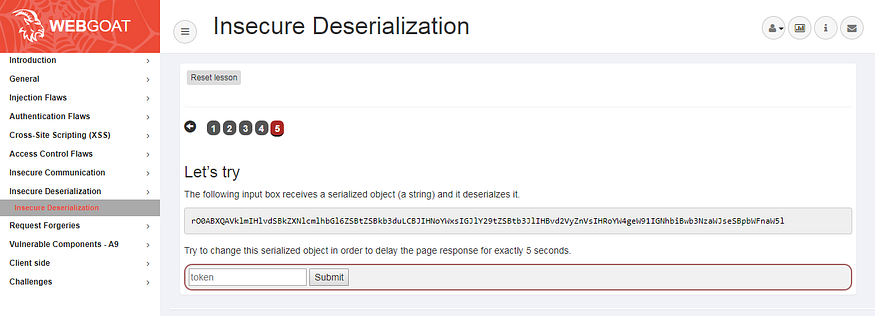 WEBGOAT
Insecure Deserialization
Introduction
General
Injection Flaws
Authentication Flaws
Cross-Site Scripting (XSS)
Access Control Flaws
Insecure Communication
Insecure Deserialization
Insecure Deserialization
Request Forgeries
Vulnerable Components - A9
Client side
Challenges
Reset lesson
1 2 3 4 5
Let's try
The following input box receives a serialized object (a string) and it deserialzes it.
rO0ABXQAVklmIHlvdSBkZXNlcmlhbGl6ZSBtZSBkb3duLCBJIHNoYWxsIGJlY29tZSBtb3JlIHBvd2VyZnVsIHRoYW4geW91IGNhbiBwb3NzaWJseSBpbWFnaW5l
Try to change this serialized object in order to delay the page response for exactly 5 seconds.
token Submit